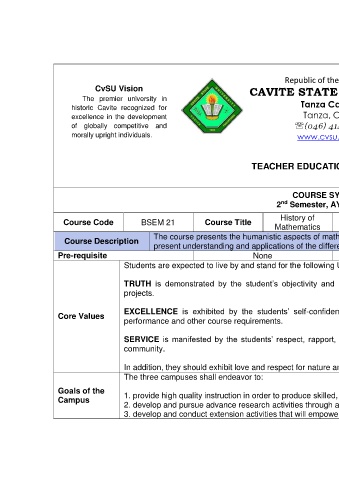 CvSU Vision
The premier university in
historic Cavite recognized for
excellence in the development
of globally competitive and
morally upright individuals.
Republic of the
CAVITE STATE
Tanza Ca
Tanza, C
☏(046) 41
www.cvsu.
TEACHER EDUCATIO
COURSE SY
2nd Semester, AY
Course Code
BSEM 21
Course Title
History of
Mathematics
Course Description
The course presents the humanistic aspects of math
present understanding and applications of the differe
Pre-requisite
None
Core Values
Students are expected to live by and stand for the following U
TRUTH is demonstrated by the student's objectivity and
projects.
EXCELLENCE is exhibited by the students' self-confiden
performance and other course requirements.
SERVICE is manifested by the students' respect, rapport,
community.
In addition, they should exhibit love and respect for nature an
Goals of the
Campus
The three campuses shall endeavor to:
1. provide high quality instruction in order to produce skilled,
2. develop and pursue advance research activities through a
3. develop and conduct extension activities that will empowe